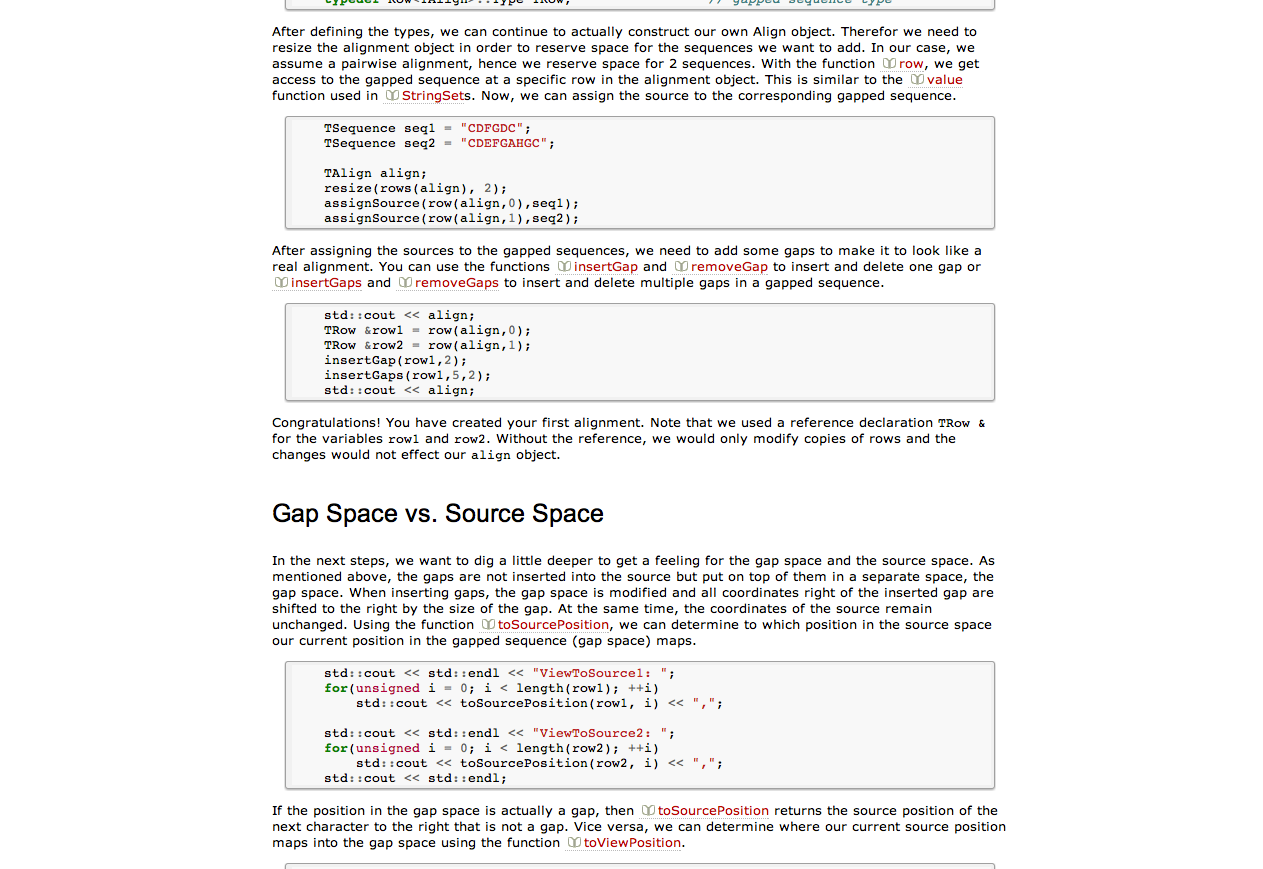 typedef Row<TAlign>::Type TRow; // gapped sequence type
After defining the types, we can continue to actually construct our own Align object. Therefor we need to
resize the alignment object in order to reserve space for the sequences we want to add. In our case, we
assume a pairwise alignment, hence we reserve space for 2 sequences. With the function row, we get
access to the gapped sequence at a specific row in the alignment object. This is similar to the value
function used in StringSets. Now, we can assign the source to the corresponding gapped sequence.
TSequence seq1 = "CDFGDC";
TSequence seq2 = "CDEFGAHGC";
TAlign align;
resize(rows(align), 2);
assignSource(row(align,0),seq1);
assignSource(row(align,1),seq2);
After assigning the sources to the gapped sequences, we need to add some gaps to make it to look like a
real alignment. You can use the functions insertGap and removeGap to insert and delete one gap or
insertGaps and removeGaps to insert and delete multiple gaps in a gapped sequence.
std::cout << align;
TRow &row1 = row(align,0);
TRow &row2 = row(align,1);
insertGap(row1,2);
insertGaps(row1,5,2);
std::cout << align;
Congratulations! You have created your first alignment. Note that we used a reference declaration TRow &
for the variables row1 and row2. Without the reference, we would only modify copies of rows and the
changes would not effect our align object.
Gap Space vs. Source Space
In the next steps, we want to dig a little deeper to get a feeling for the gap space and the source space. As
mentioned above, the gaps are not inserted into the source but put on top of them in a separate space, the
gap space. When inserting gaps, the gap space is modified and all coordinates right of the inserted gap are
shifted to the right by the size of the gap. At the same time, the coordinates of the source remain
unchanged. Using the function toSourcePosition, we can determine to which position in the source space
our current position in the gapped sequence (gap space) maps.
std::cout << std::endl << "ViewToSource1: ";
for(unsigned i = 0; i < length(row1); ++i)
std::cout << toSourcePosition(row1, i) << ",";
std::cout << std::endl << "ViewToSource2: ";
for(unsigned i = 0; i < length(row2); ++i)
std::cout << toSourcePosition(row2, i) << ",";
std::cout << std::endl;
If the position in the gap space is actually a gap, then toSourcePosition returns the source position of the
next character to the right that is not a gap. Vice versa, we can determine where our current source position
maps into the gap space using the function toViewPosition.